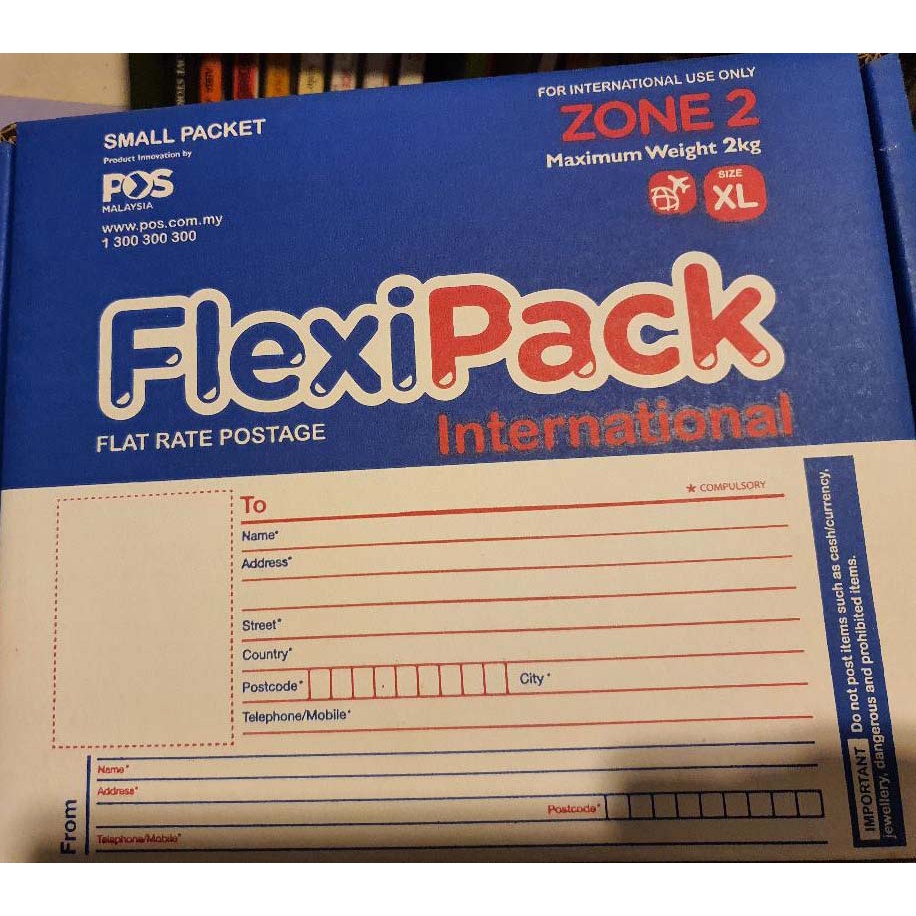 SMALL PACKET
Product Innovation by
POS
MALAYSIA
www.pos.com.my
1 300 300 300
FOR INTERNATIONAL USE ONLY
ZONE 2
Maximum Weight 2kg
SIZE
XL
FlexiPack
International
FLAT RATE POSTAGE
To
★ COMPULSORY
Name*
Address*
Street*
Country*
Postcode*
City*
Telephone/Mobile*
From
Name*
Address*
Postcode*
Telephone/Mobile*
IMPORTANT Do not post items such as cash/currency,
jewellery, dangerous and prohibited items.